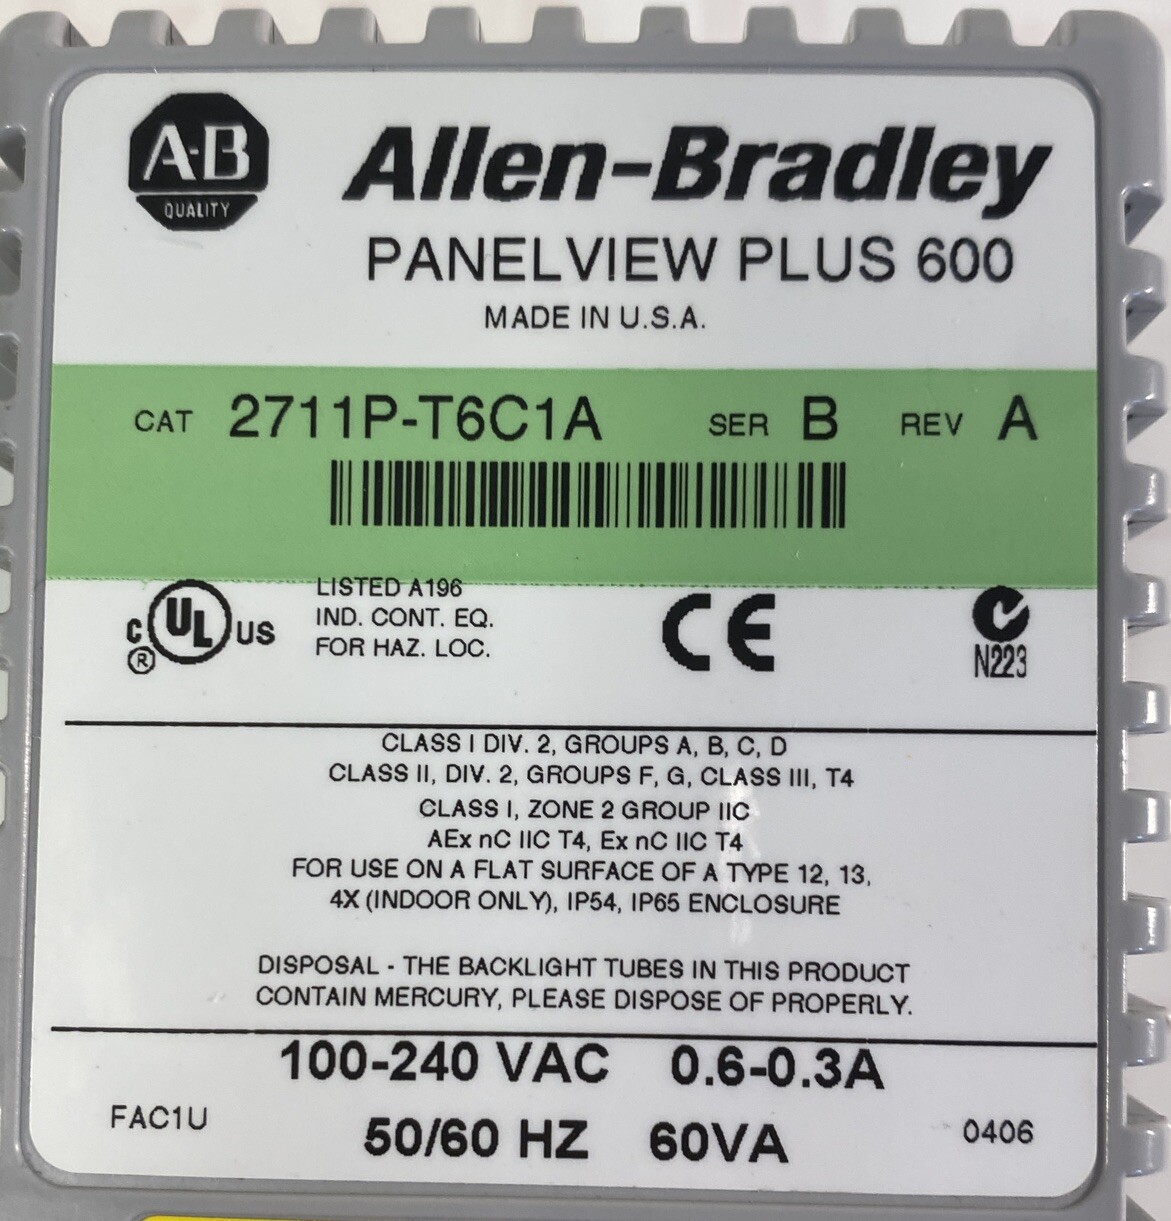 A-B
QUALITY
Allen-Bradley
PANELVIEW PLUS 600
MADE IN U.S.A.
CAT 2711P-T6C1A SER B REV A
C UL US
®
LISTED A196
IND. CONT. EQ.
FOR HAZ. LOC.
CE
N223
CLASS I DIV. 2, GROUPS A, B, C, D
CLASS II, DIV. 2, GROUPS F, G, CLASS III, T4
CLASS I, ZONE 2 GROUP IIC
AEx nC IIC T4, Ex nC IIC T4
FOR USE ON A FLAT SURFACE OF A TYPE 12, 13,
4X (INDOOR ONLY), IP54, IP65 ENCLOSURE
DISPOSAL - THE BACKLIGHT TUBES IN THIS PRODUCT
CONTAIN MERCURY, PLEASE DISPOSE OF PROPERLY.
100-240 VAC 0.6-0.3A
FAC1U 50/60 HZ 60VA 0406